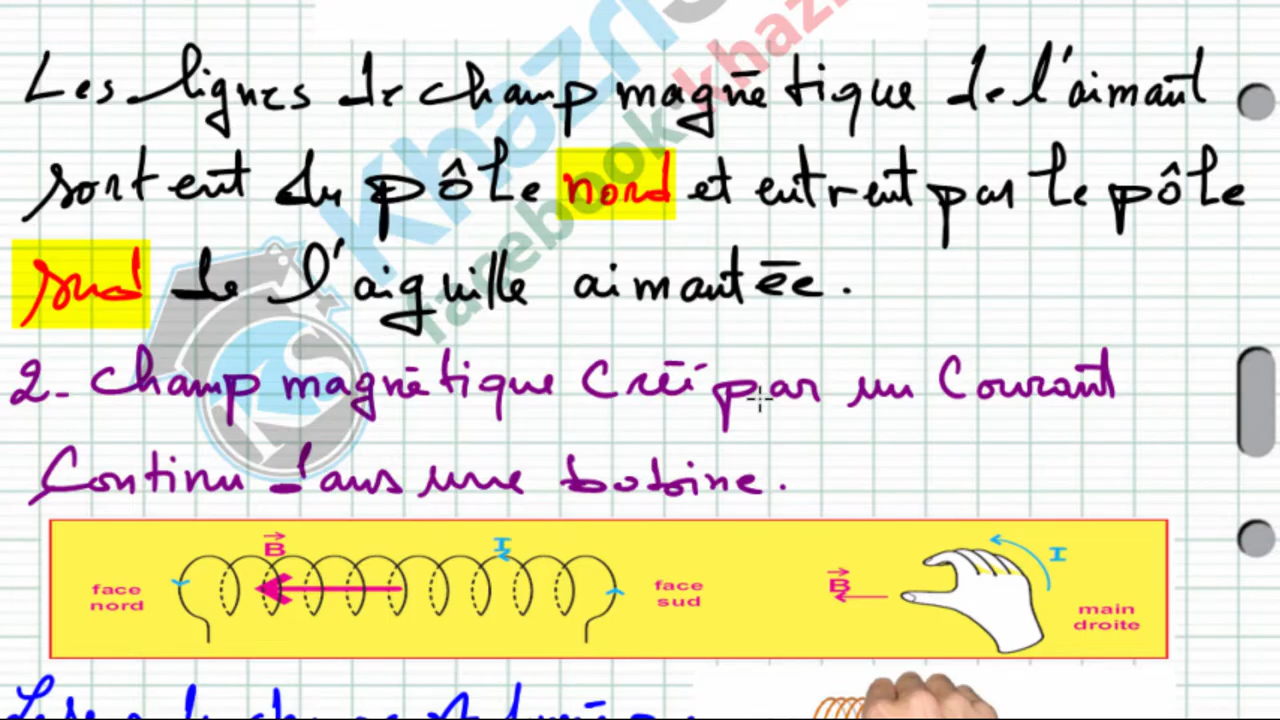 Les lignes de champ magnétique de l'aimant
sortent du pôle nord et entrent par le pôle
sud de l'aiguille aimantée.
2- Champ magnétique créé par un Courant
Continu dans une bobine.
B
I
face
nord
face
sud
B
I
main
droite
KS